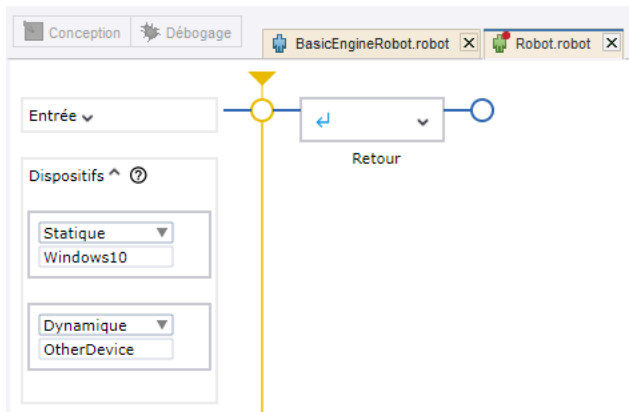 Conception Débogage
BasicEngineRobot.robot Robot.robot
Entrée
Retour
Dispositifs
Statique
Windows10
Dynamique
OtherDevice